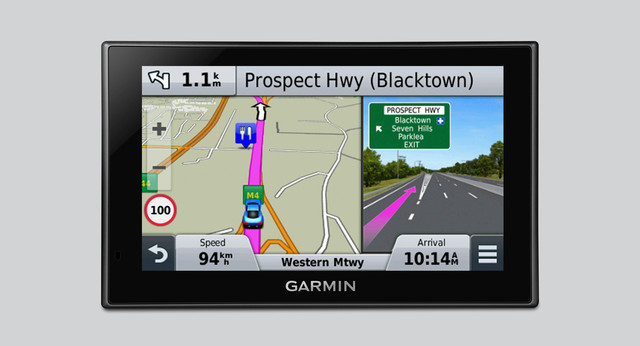 1.1 k m
Prospect Hwy (Blacktown)
PROSPECT HWY
Blacktown
Seven Hills
Parklea
EXIT
+
−
M4
44
100
Speed
94 k h
Western Mtwy
Arrival
10:14 A M
GARMIN